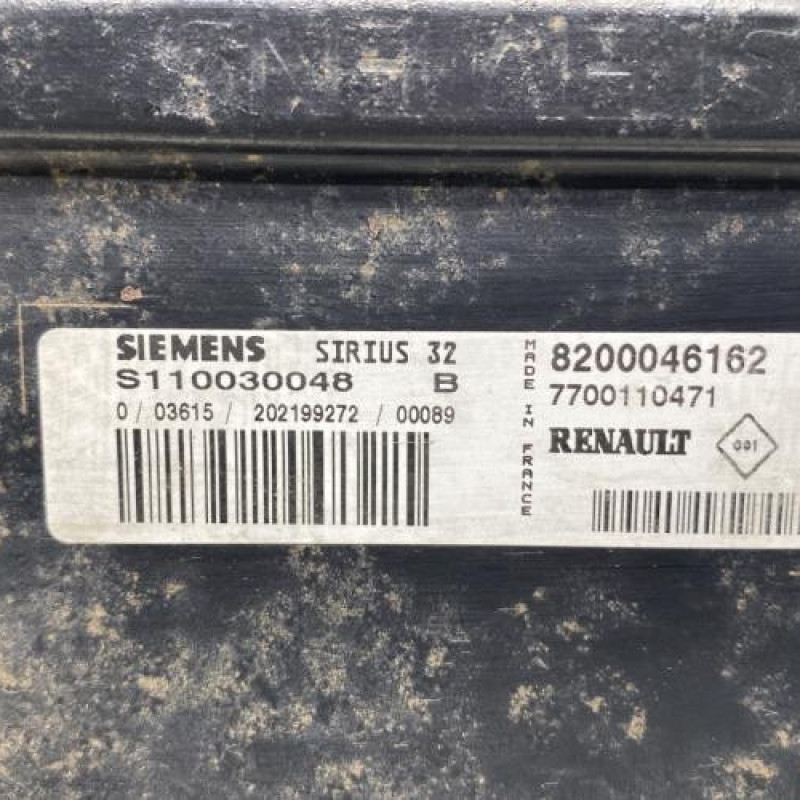 SIEMENS SIRIUS 32
S110030048 B
0 / 03615 / 202199272 / 00089
MADE IN FRANCE
8200046162
7700110471
RENAULT 001